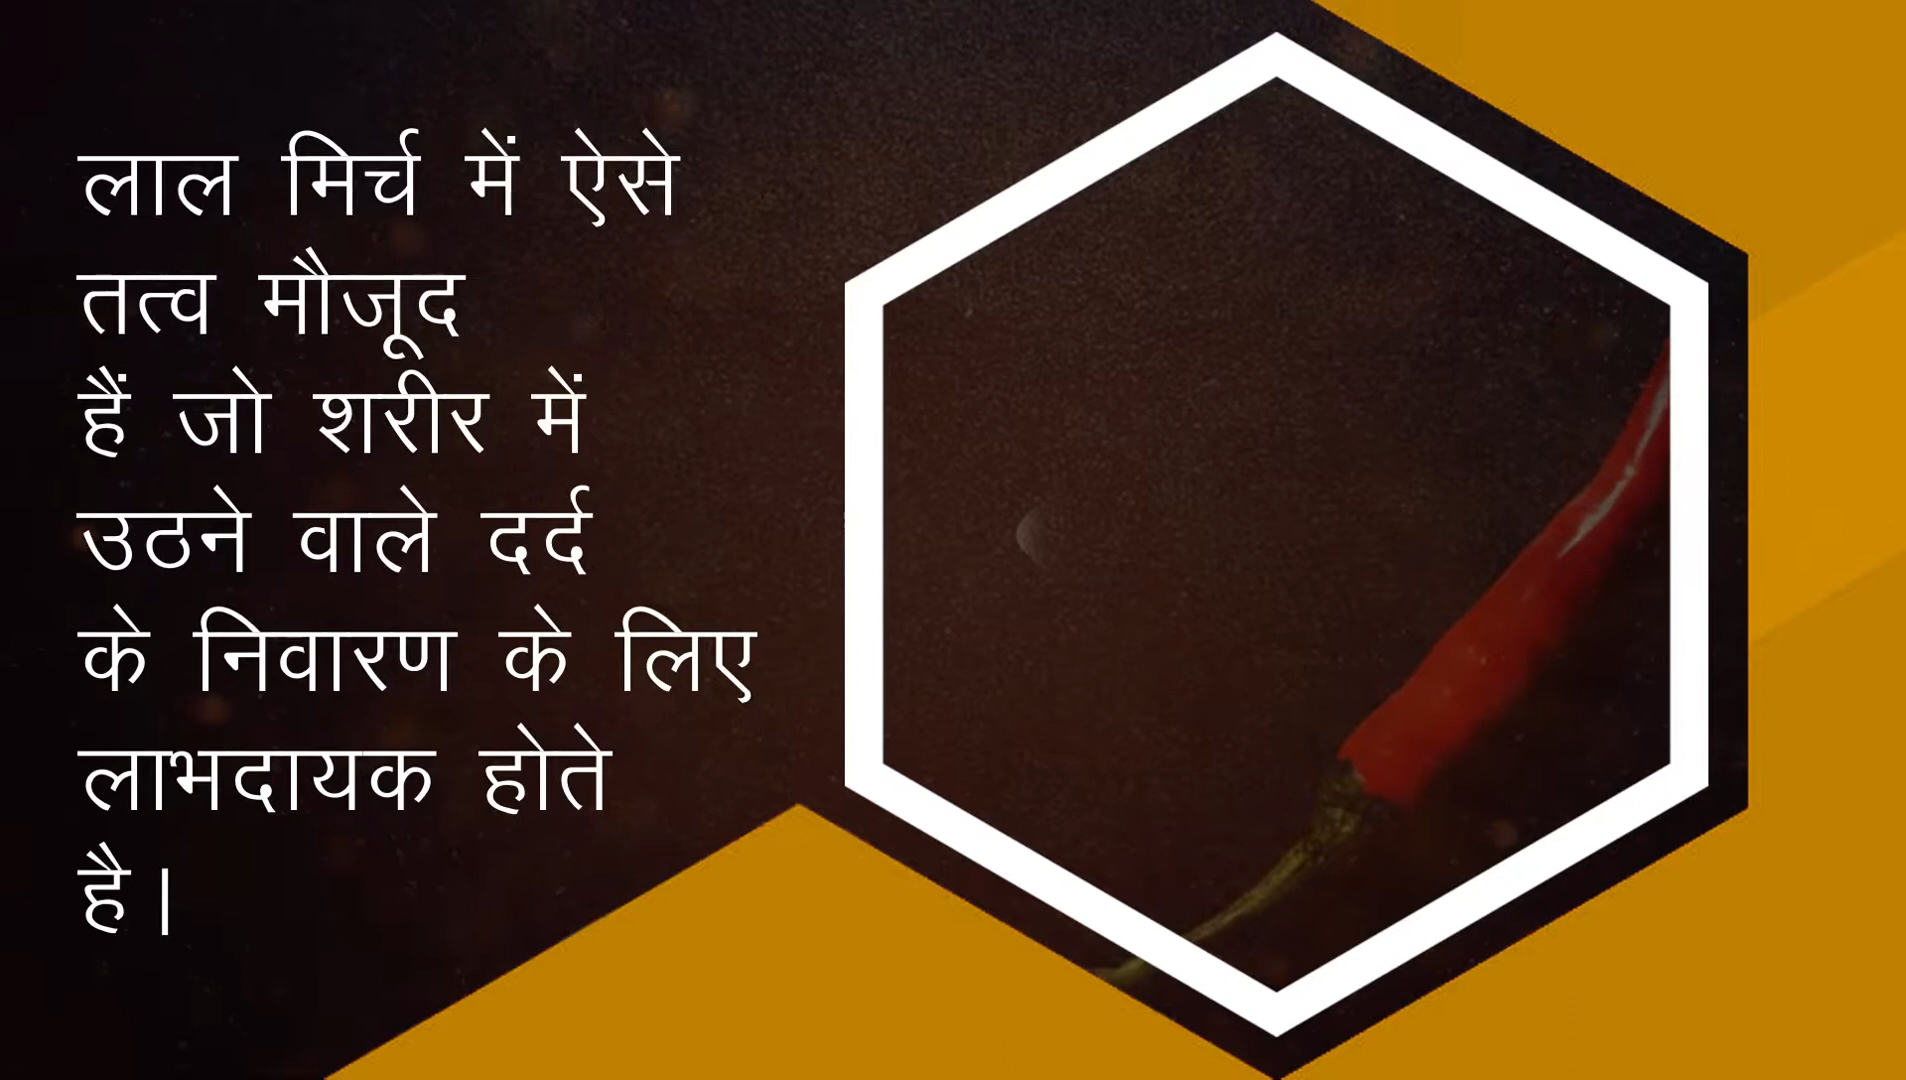 लाल मिर्च में ऐसे
तत्व मौजूद
हैं जो शरीर में
उठने वाले दर्द
के निवारण के लिए
लाभदायक होते
है।